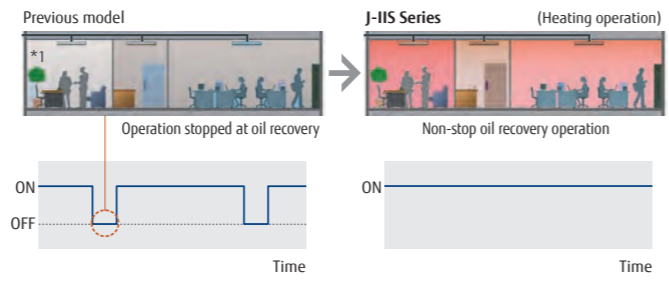 Previous model
J-IIS Series
(Heating operation)
*1
Operation stopped at oil recovery
Non-stop oil recovery operation
ON
OFF
Time
ON
Time